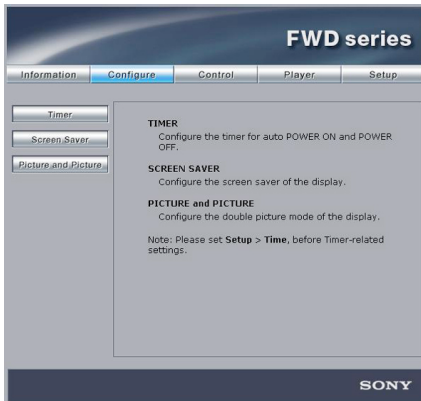 FWD series
Information Configure Control Player Setup
Timer
Screen Saver
Picture and Picture
TIMER
Configure the timer for auto POWER ON and POWER
OFF.
SCREEN SAVER
Configure the screen saver of the display.
PICTURE and PICTURE
Configure the double picture mode of the display.
Note: Please set Setup > Time, before Timer-related
settings.
SONY